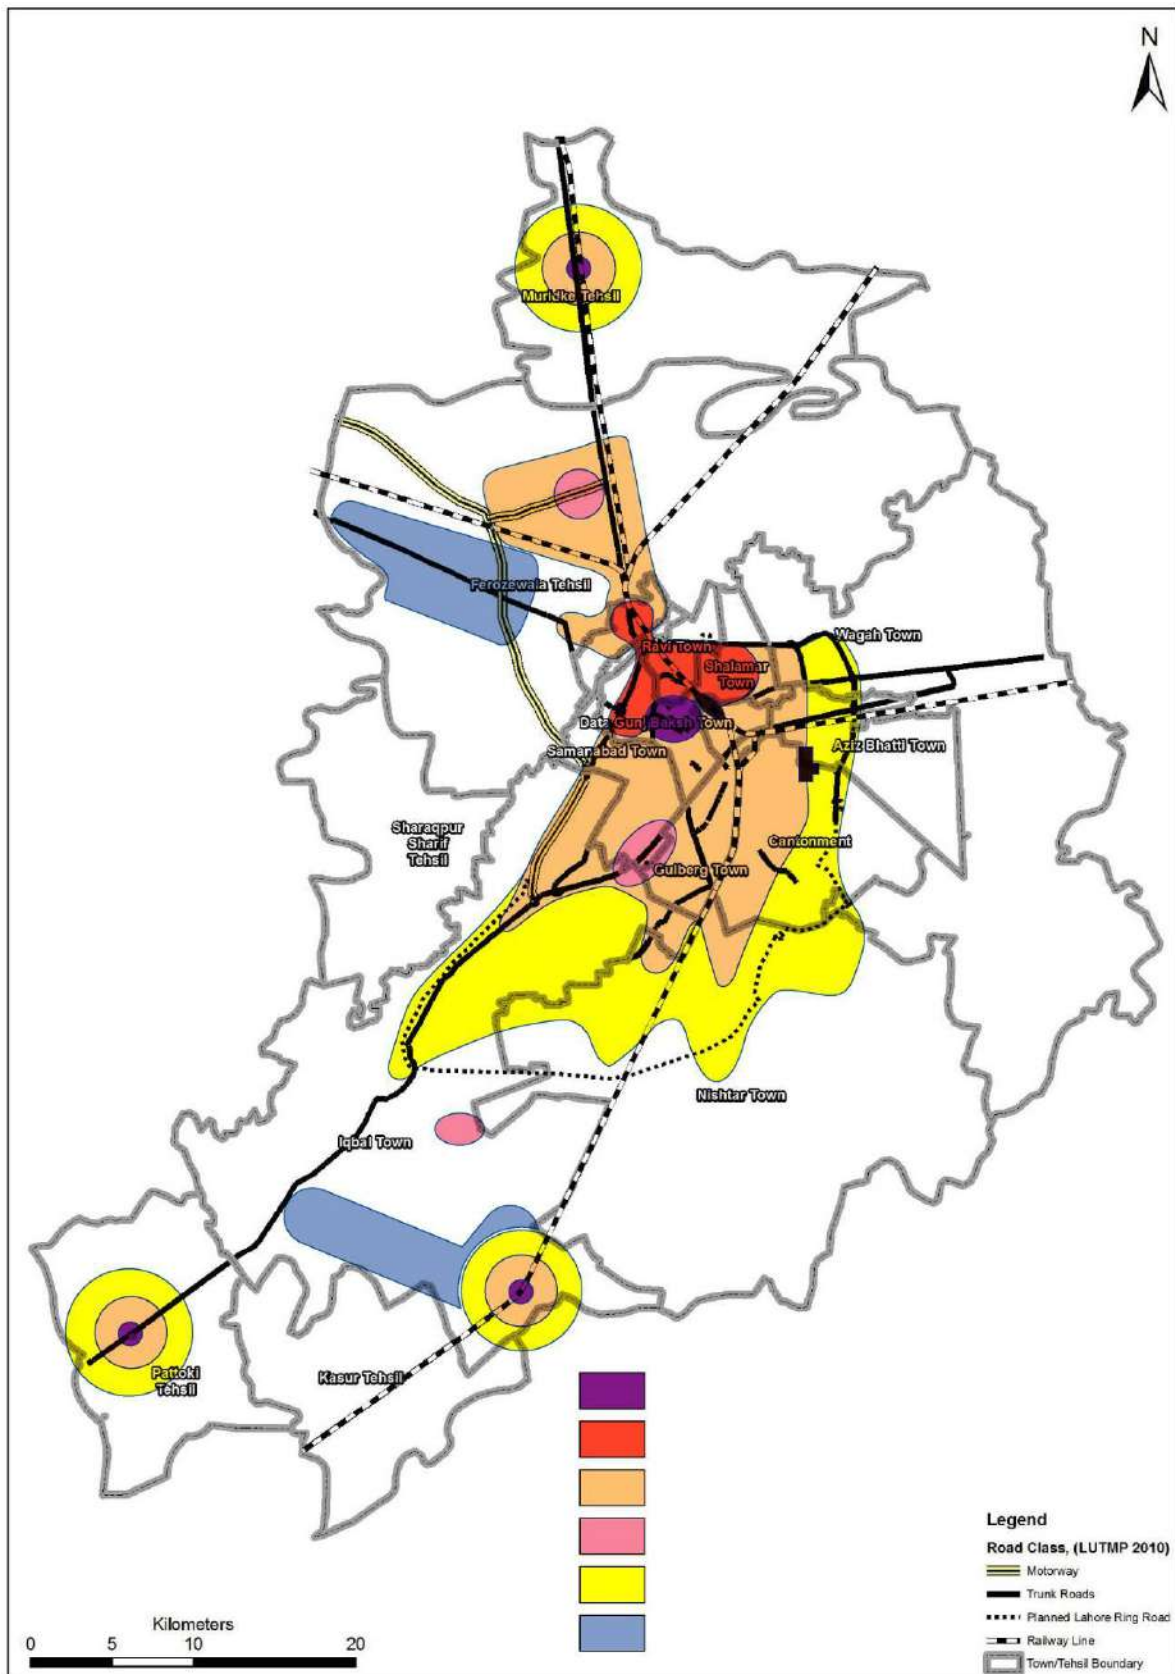 N
Muridke Tehsil
Ferozewala Tehsil
Ravi Town
Wagah Town
Shalamar
Town
Data Gunj Baksh Town
Samanabad Town
Aziz Bhatti Town
Sharaqpur
Sharif
Tehsil
Cantonment
Gulberg Town
Nishtar Town
Iqbal Town
Pattoki
Tehsil
Kasur Tehsil
Legend
Road Class, (LUTMP 2010)
Motorway
Trunk Roads
Planned Lahore Ring Road
Railway Line
Town/Tehsil Boundary
Kilometers
0 5 10 20